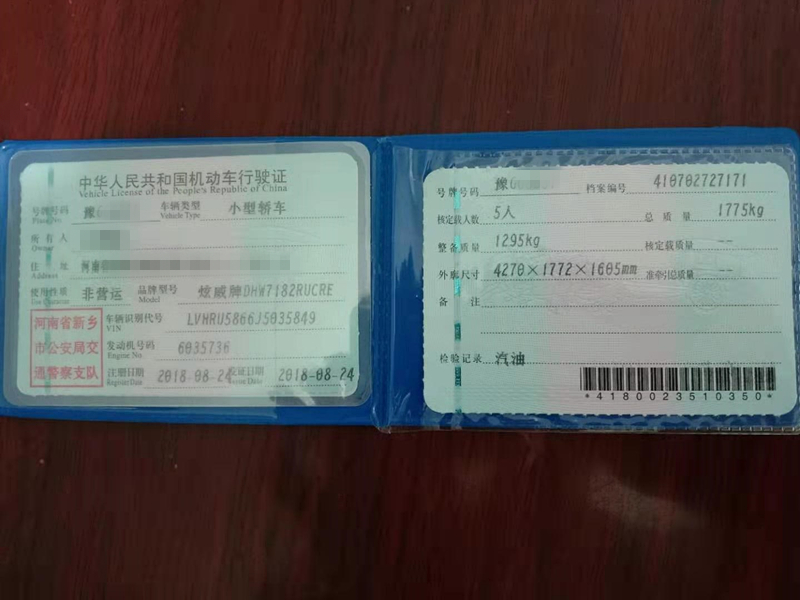 中华人民共和国机动车行驶证
Vehicle License of the People's Republic of China
号牌号码 豫 车辆类型 小型轿车
Plate No. Vehicle Type
所有人
Owner
住址 河南
Address
使用性质 非营运 品牌型号 炫威牌DHW7182RUCRE
Use Character Model
河南省新乡
市公安局交
通警察支队
车辆识别代号 LVHRU5866J5035849
VIN
发动机号码 6035736
Engine No.
注册日期 2018-08-24 发证日期 2018-08-24
Register Date Issue Date
号牌号码 豫 档案编号 410702727171
核定载人数 5人 总质量 1775kg
整备质量 1295kg 核定载质量 --
外廓尺寸 4270×1772×1605mm 准牵引总质量 --
备注
检验记录 汽油
*4180023510350*